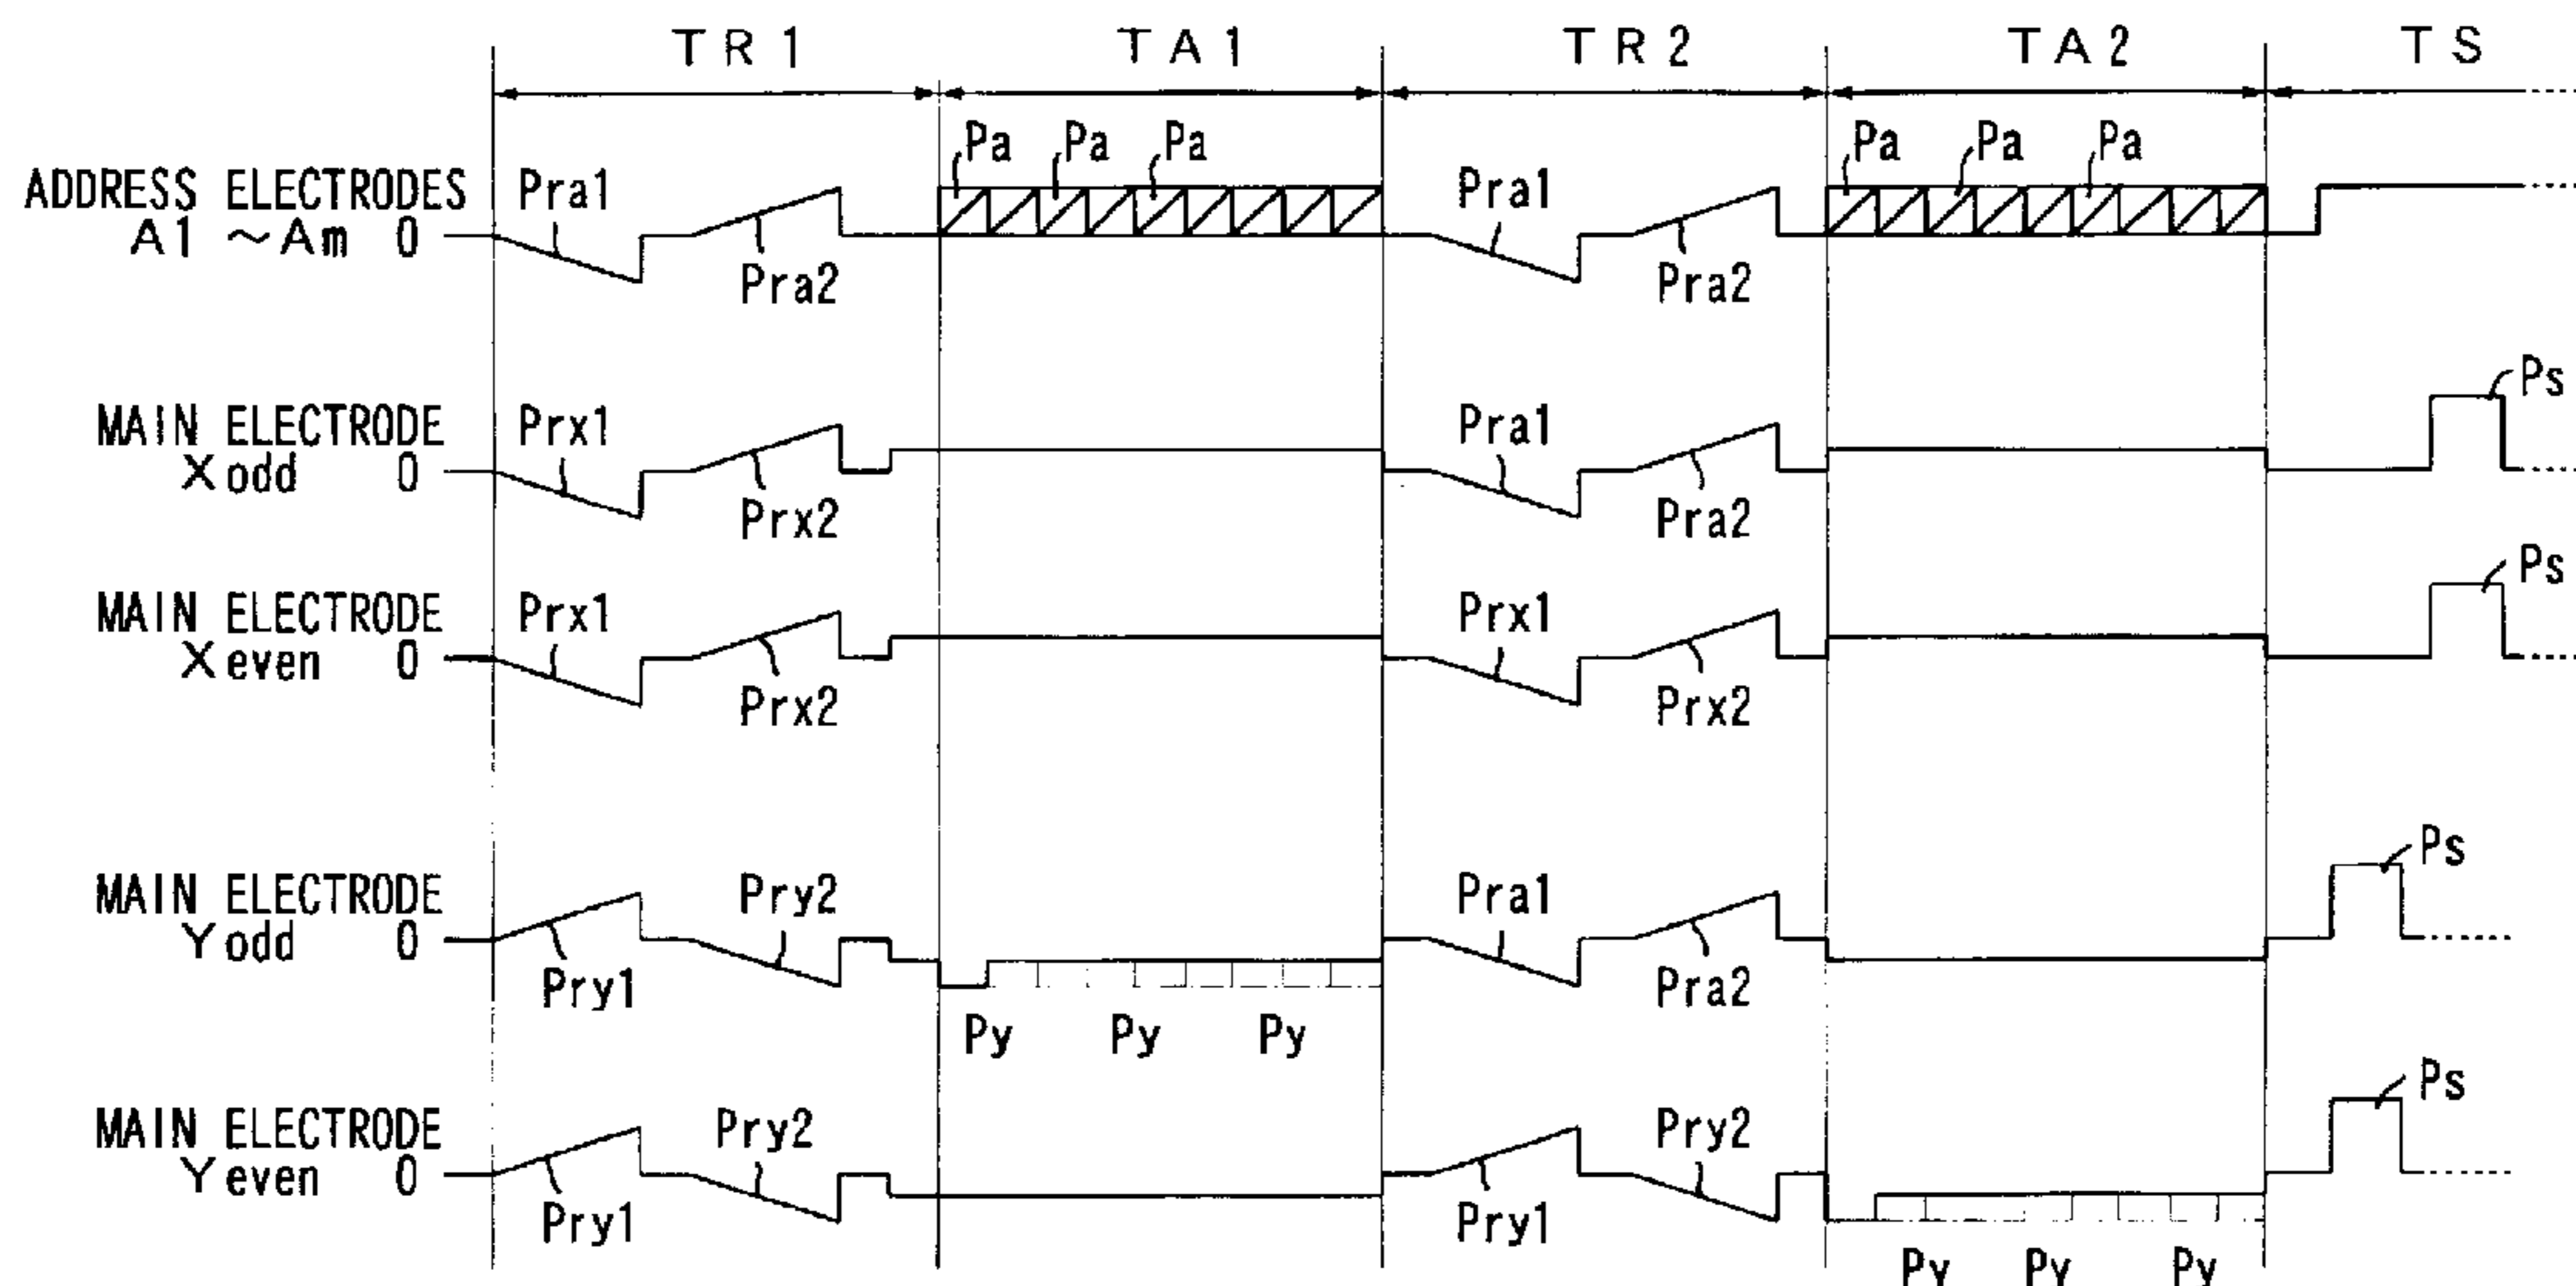 TR1 TA1 TR2 TA2 TS
Pa Pa Pa Pa Pa Pa
ADDRESS ELECTRODES Pra1 Pra1
A1 ~Am 0
Pra2 Pra2
Ps
MAIN ELECTRODE Prx1 Pra1
Xodd 0
Prx2 Pra2
Ps
MAIN ELECTRODE Prx1 Prx1
Xeven 0
Prx2 Prx2
Ps
MAIN ELECTRODE Pry2 Pra1
Yodd 0
Pry1 Pra2
Py Py Py
Ps
MAIN ELECTRODE Pry2 Pry2
Yeven 0
Pry1 Pry1
Py Py Py